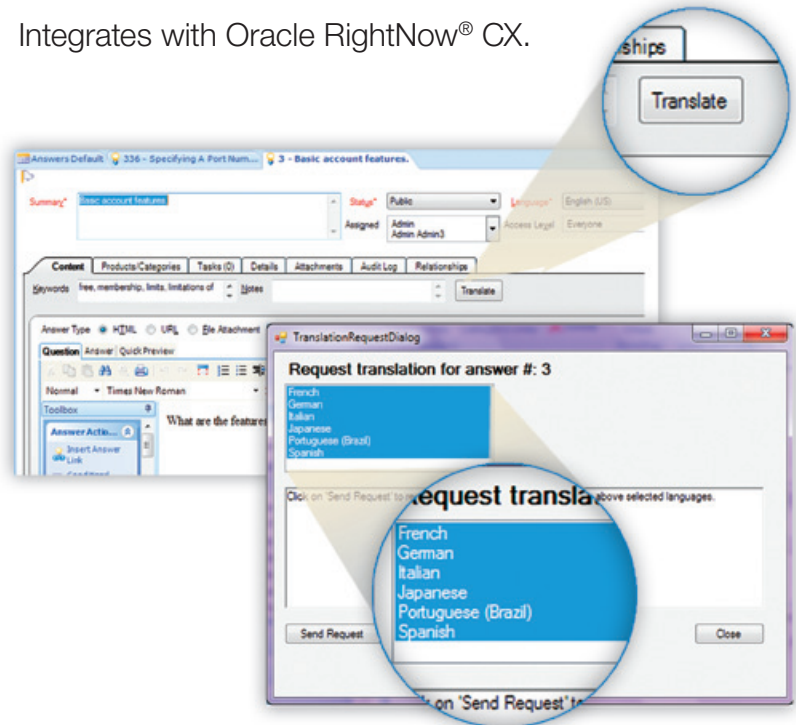 Integrates with Oracle RightNow® CX.
ships
Translate
Answers Default 336 - Specifying A Port Num... 3 - Basic account features.
Summary* Basic account features Status* Public Language* English (US)
Assigned Admin Access Level Everyone
Admin Admin3
Content Products/Categories Tasks (0) Details Attachments Audit Log Relationships
Keywords free, membership, limits, limitations of Notes Translate
Answer Type HTML URL File Attachment
Question Answer Quick Preview
Normal Times New Roman
Toolbox
What are the features
Answer Actio...
Insert Answer
Link
Conditional
TranslationRequestDialog
Request translation for answer #: 3
French
German
Italian
Japanese
Portuguese (Brazil)
Spanish
Click on 'Send Request' to above selected languages.
Request transla
French
German
Italian
Japanese
Portuguese (Brazil)
Spanish
Send Request Close
on 'Send Request' to